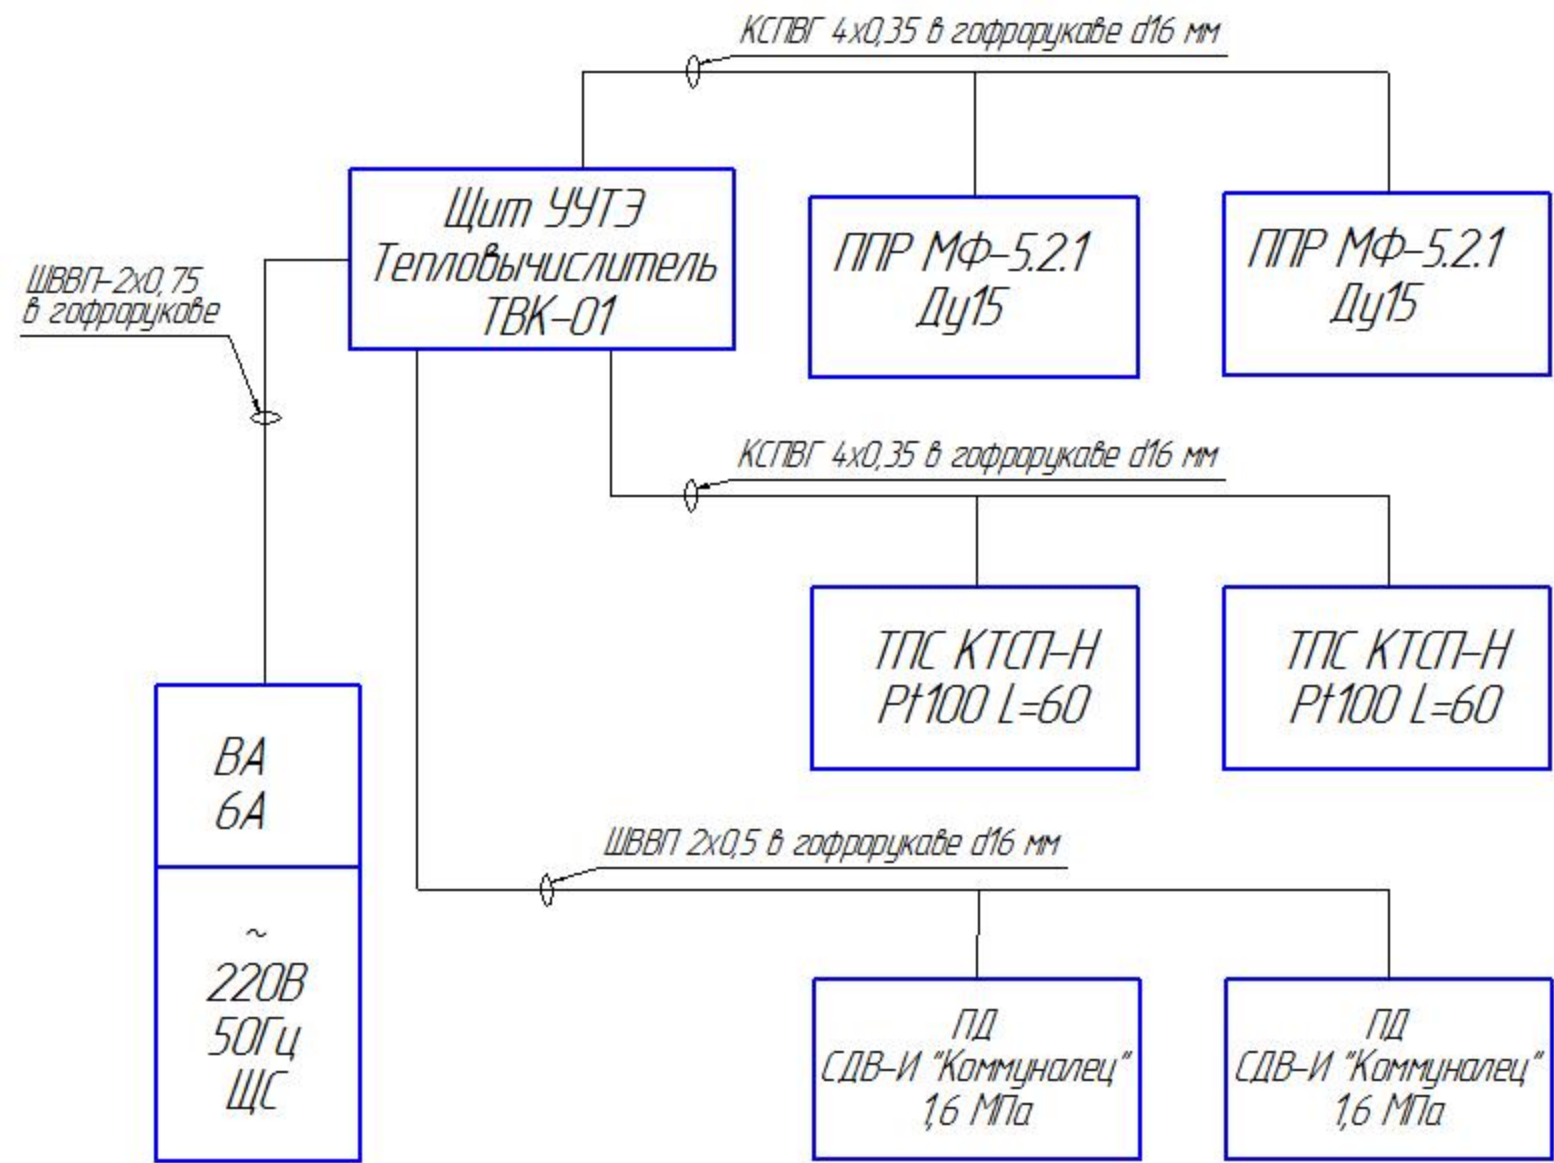 КСПВГ 4х0,35 в гофрорукаве d16 мм
Щит УУТЭ
Тепловычислитель
ТВК-01
ППР МФ-5.2.1
Ду15
ППР МФ-5.2.1
Ду15
ШВВП-2х0,75
в гофрорукаве
КСПВГ 4х0,35 в гофрорукаве d16 мм
ТПС КТСП-Н
Pt100 L=60
ТПС КТСП-Н
Pt100 L=60
ВА
6А
~
220В
50Гц
ЩС
ШВВП 2х0,5 в гофрорукаве d16 мм
ПД
СДВ-И "Коммуналец"
1,6 МПа
ПД
СДВ-И "Коммуналец"
1,6 МПа